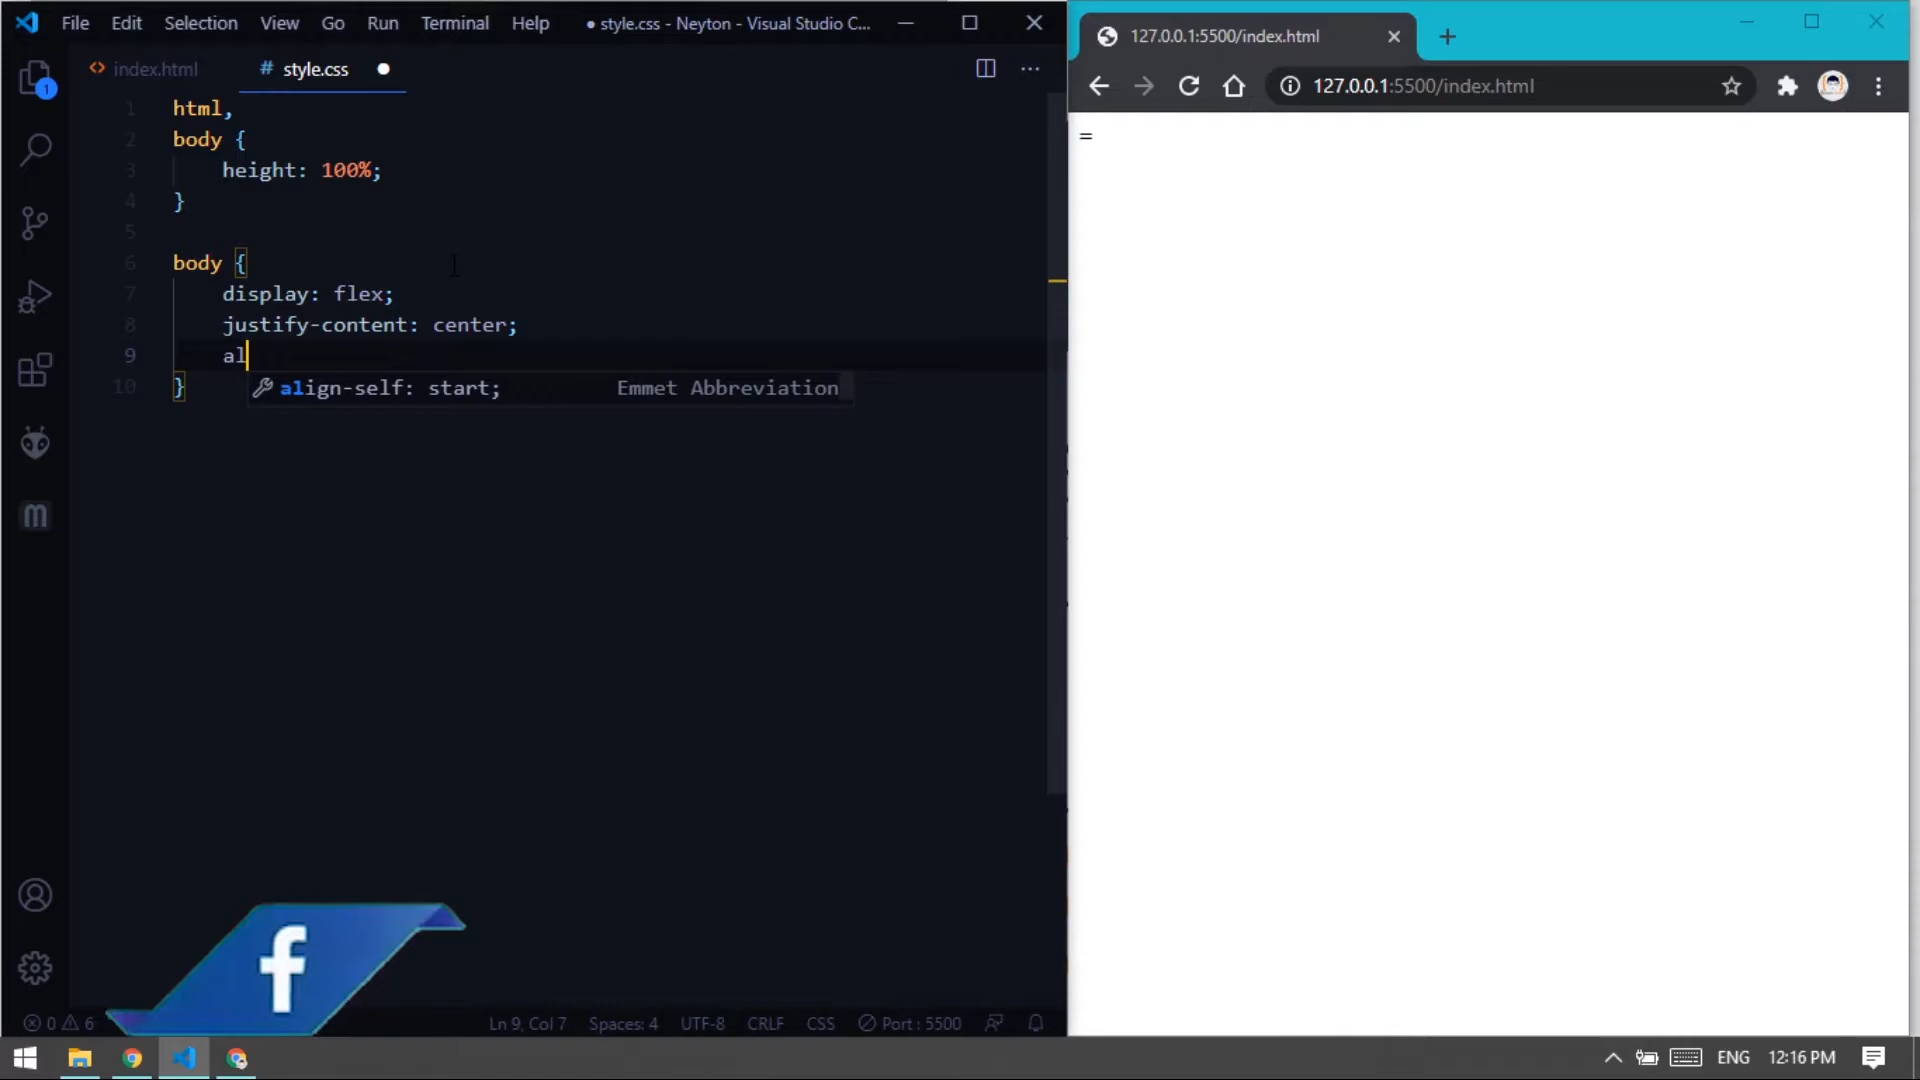 File Edit Selection View Go Run Terminal Help ● style.css - Neyton - Visual Studio C...
127.0.0.1:5500/index.html
index.html # style.css
127.0.0.1:5500/index.html
1
1 html,
2 body {
3 height: 100%;
4 }
5
6 body {
7 display: flex;
8 justify-content: center;
9 al
10 }
align-self: start; Emmet Abbreviation
=
m
f
0 6 Ln 9, Col 7 Spaces: 4 UTF-8 CRLF CSS Port : 5500
ENG 12:16 PM